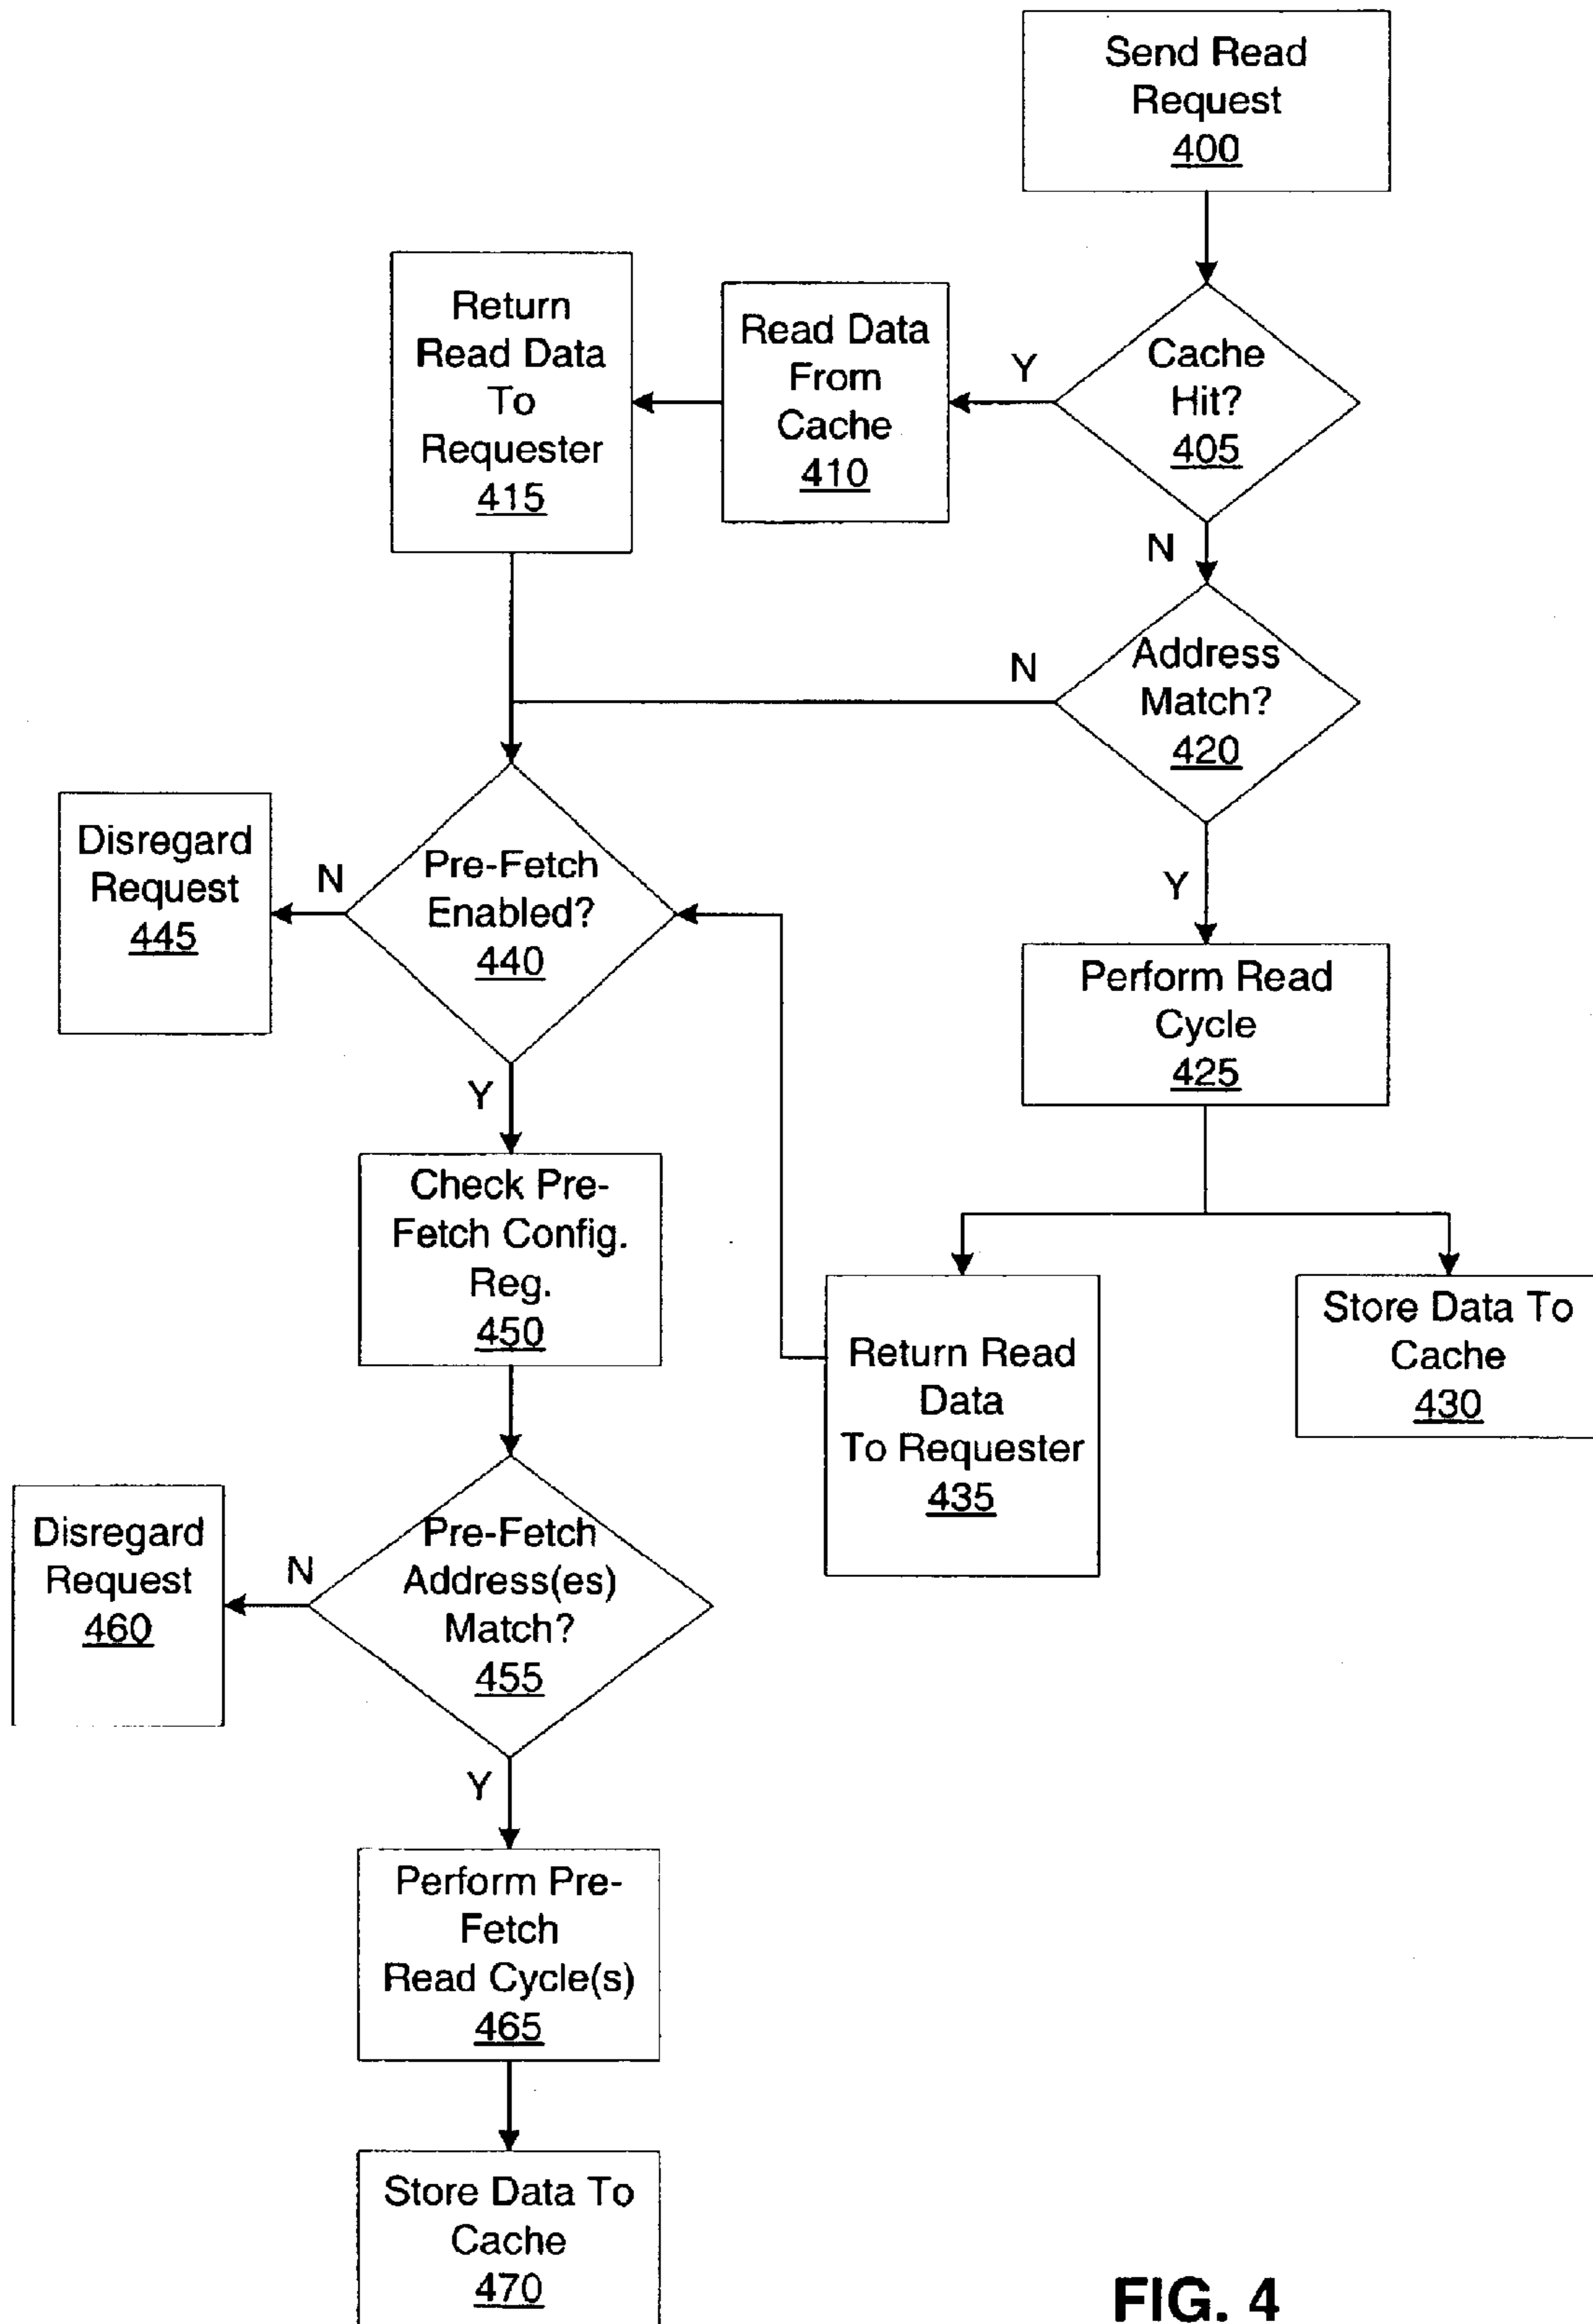 Send Read
Request
400
Cache
Hit?
405
Y
N
Read Data
From
Cache
410
Return
Read Data
To
Requester
415
Address
Match?
420
N
Y
Pre-Fetch
Enabled?
440
N
Y
Disregard
Request
445
Perform Read
Cycle
425
Check Pre-
Fetch Config.
Reg.
450
Return Read
Data
To Requester
435
Store Data To
Cache
430
Pre-Fetch
Address(es)
Match?
455
N
Y
Disregard
Request
460
Perform Pre-
Fetch
Read Cycle(s)
465
Store Data To
Cache
470
FIG. 4